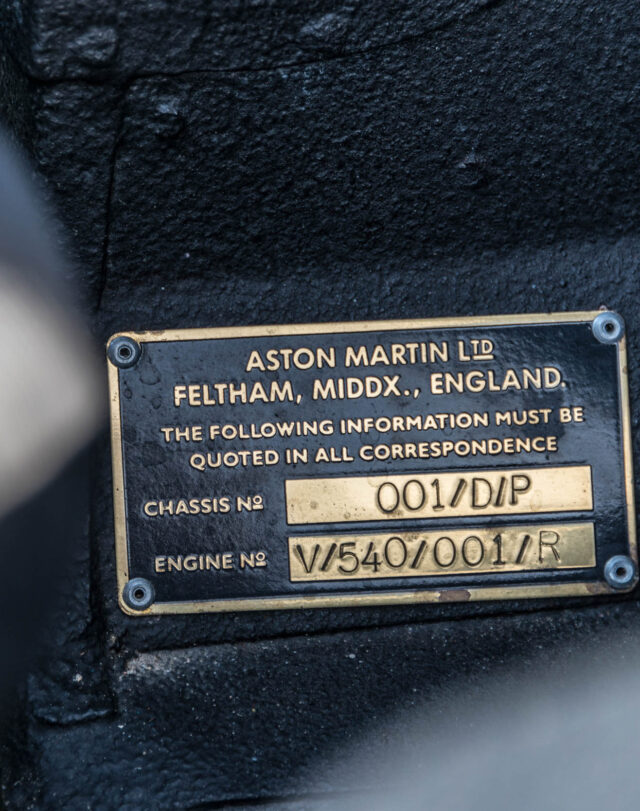 ASTON MARTIN LTD
FELTHAM, MIDDX., ENGLAND.
THE FOLLOWING INFORMATION MUST BE
QUOTED IN ALL CORRESPONDENCE
CHASSIS Nº 001/D/P
ENGINE Nº V/540/001/R